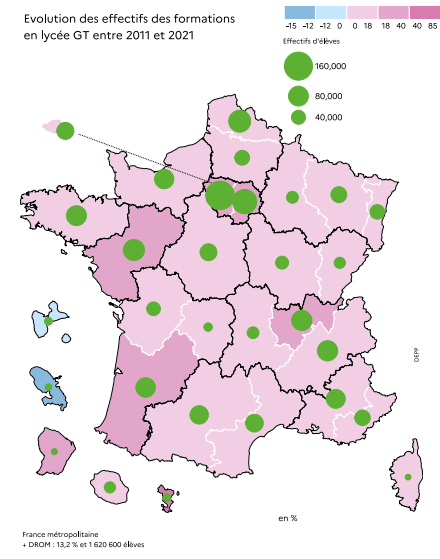 Evolution des effectifs des formations
en lycée GT entre 2011 et 2021
-15 -12 -12 0 0 18 18 40 40 85
Effectifs d'élèves
160,000
80,000
40,000
DEPP
en %
France métropolitaine
+ DROM : 13,2 % et 1 620 600 élèves